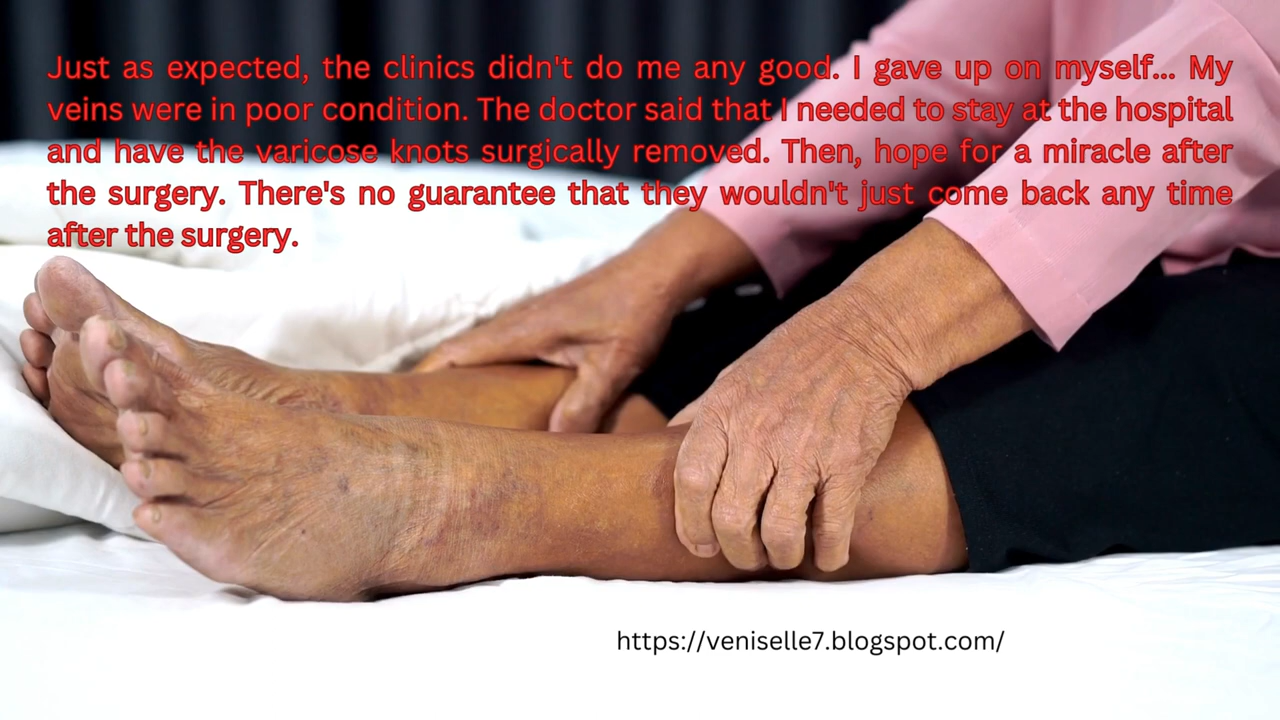 Just as expected, the clinics didn't do me any good. I gave up on myself... My
veins were in poor condition. The doctor said that I needed to stay at the hospital
and have the varicose knots surgically removed. Then, hope for a miracle after
the surgery. There's no guarantee that they wouldn't just come back any time
after the surgery.
https://veniselle7.blogspot.com/